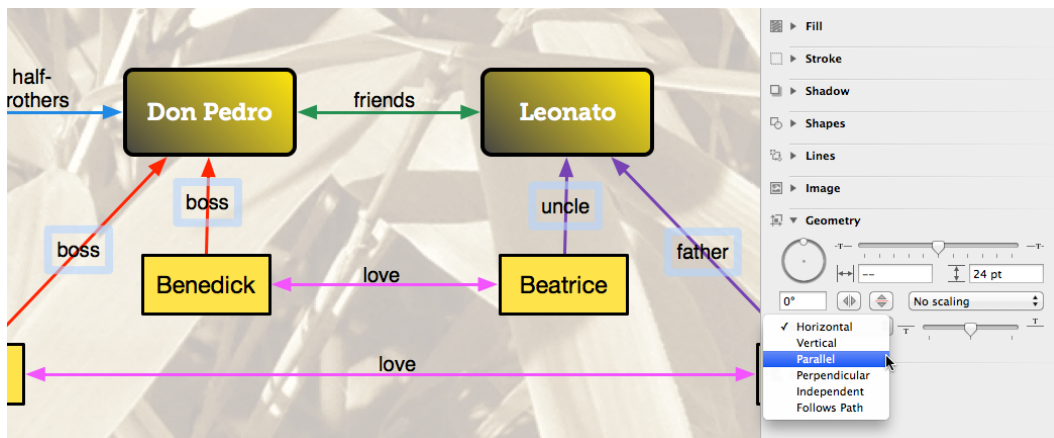 half-
rothers
Don Pedro
friends
Leonato
boss
boss
uncle
father
Benedick
love
Beatrice
love
Fill
Stroke
Shadow
Shapes
Lines
Image
Geometry
-T-
-T-
--
24 pt
0°
No scaling
T
T
✓ Horizontal
Vertical
Parallel
Perpendicular
Independent
Follows Path